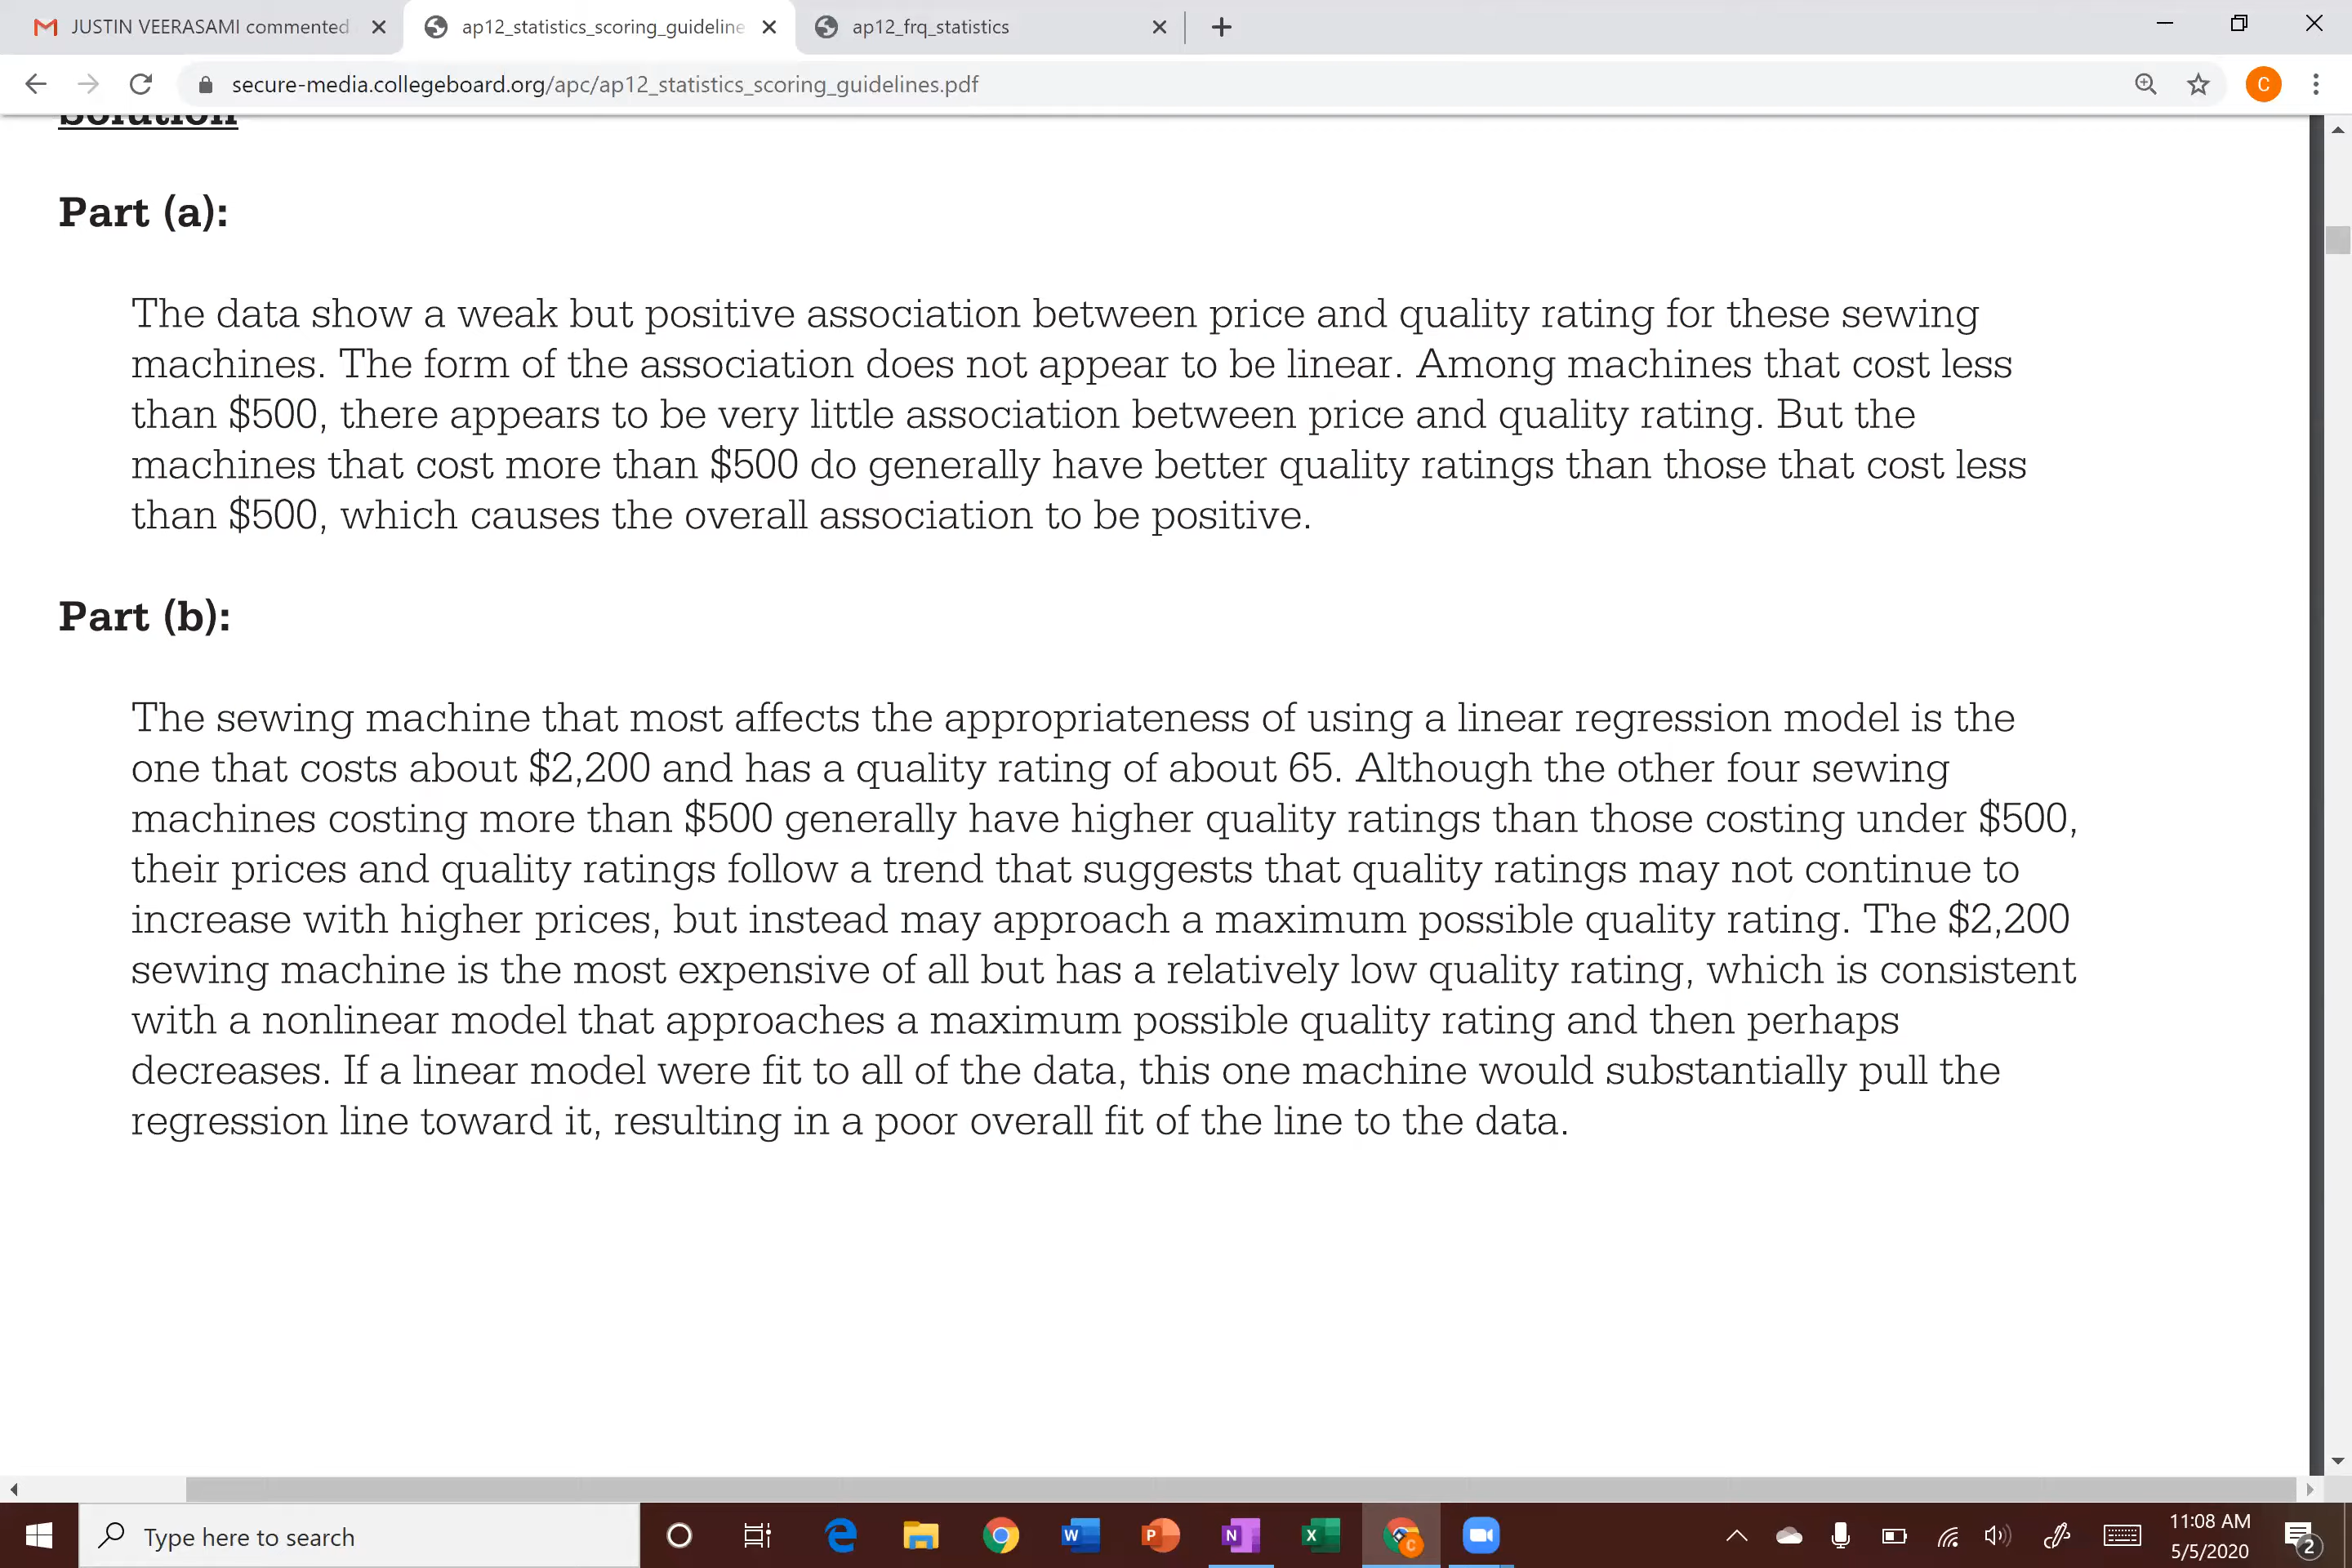 JUSTIN VEERASAMI commented
ap12_statistics_scoring_guideline
ap12_frq_statistics
secure-media.collegeboard.org/apc/ap12_statistics_scoring_guidelines.pdf
C
Solution
Part (a):
The data show a weak but positive association between price and quality rating for these sewing
machines. The form of the association does not appear to be linear. Among machines that cost less
than $500, there appears to be very little association between price and quality rating. But the
machines that cost more than $500 do generally have better quality ratings than those that cost less
than $500, which causes the overall association to be positive.
Part (b):
The sewing machine that most affects the appropriateness of using a linear regression model is the
one that costs about $2,200 and has a quality rating of about 65. Although the other four sewing
machines costing more than $500 generally have higher quality ratings than those costing under $500,
their prices and quality ratings follow a trend that suggests that quality ratings may not continue to
increase with higher prices, but instead may approach a maximum possible quality rating. The $2,200
sewing machine is the most expensive of all but has a relatively low quality rating, which is consistent
with a nonlinear model that approaches a maximum possible quality rating and then perhaps
decreases. If a linear model were fit to all of the data, this one machine would substantially pull the
regression line toward it, resulting in a poor overall fit of the line to the data.
Type here to search
11:08 AM
5/5/2020
2